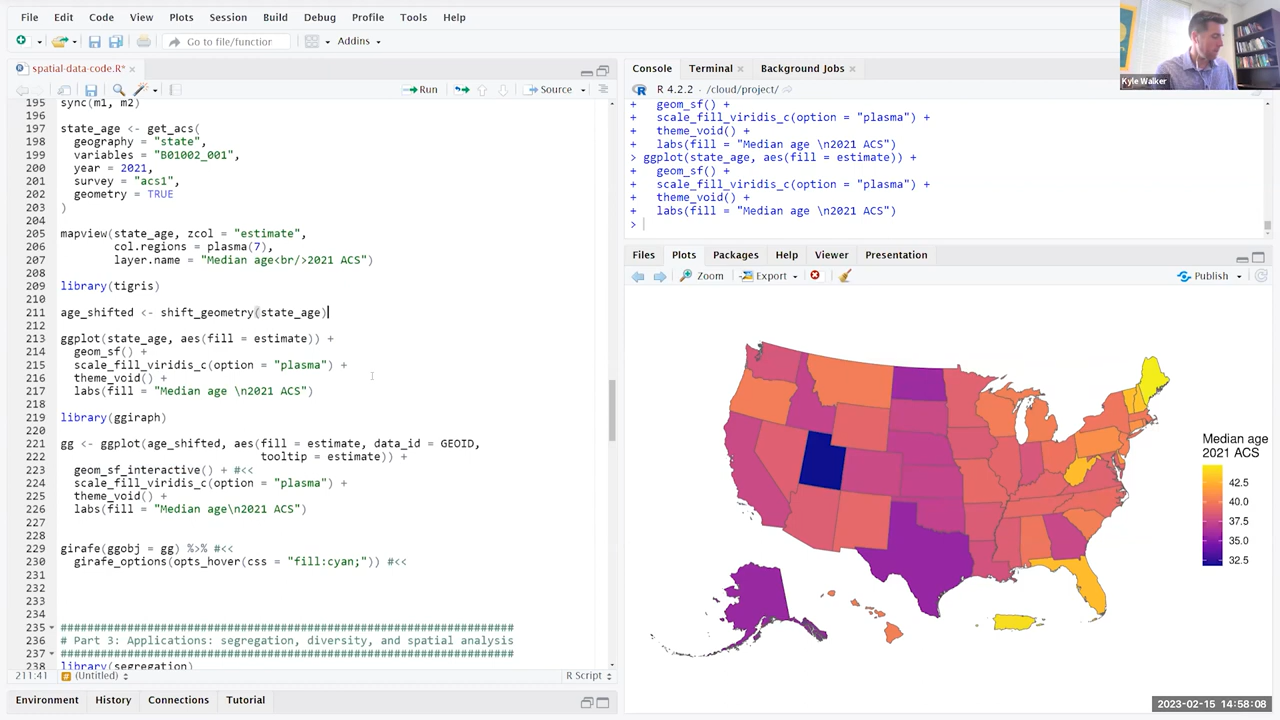 File Edit Code View Plots Session Build Debug Profile Tools Help
Go to file/function Addins
Kyle Walker
spatial-data-code.R*
Run Source
195 sync(m1, m2)
196
197 state_age <- get_acs(
198 geography = "state",
199 variables = "B01002_001",
200 year = 2021,
201 survey = "acs1",
202 geometry = TRUE
203 )
204
205 mapview(state_age, zcol = "estimate",
206 col.regions = plasma(7),
207 layer.name = "Median age<br/>2021 ACS")
208
209 library(tigris)
210
211 age_shifted <- shift_geometry(state_age)
212
213 ggplot(state_age, aes(fill = estimate)) +
214 geom_sf() +
215 scale_fill_viridis_c(option = "plasma") +
216 theme_void() +
217 labs(fill = "Median age \n2021 ACS")
218
219 library(ggiraph)
220
221 gg <- ggplot(age_shifted, aes(fill = estimate, data_id = GEOID,
222 tooltip = estimate)) +
223 geom_sf_interactive() + #<<
224 scale_fill_viridis_c(option = "plasma") +
225 theme_void() +
226 labs(fill = "Median age\n2021 ACS")
227
228
229 girafe(ggobj = gg) %>% #<<
230 girafe_options(opts_hover(css = "fill:cyan;")) #<<
231
232
233
234
235 #####################################################################
236 # Part 3: Applications: segregation, diversity, and spatial analysis
237 #####################################################################
238 library(segregation)
211:41 (Untitled) R Script
Environment History Connections Tutorial
Console Terminal Background Jobs
R 4.2.2 · /cloud/project/
+ geom_sf() +
+ scale_fill_viridis_c(option = "plasma") +
+ theme_void() +
+ labs(fill = "Median age \n2021 ACS")
> ggplot(state_age, aes(fill = estimate)) +
+ geom_sf() +
+ scale_fill_viridis_c(option = "plasma") +
+ theme_void() +
+ labs(fill = "Median age \n2021 ACS")
>
Files Plots Packages Help Viewer Presentation
Zoom Export Publish
Median age
2021 ACS
42.5
40.0
37.5
35.0
32.5
2023-02-15 14:58:08